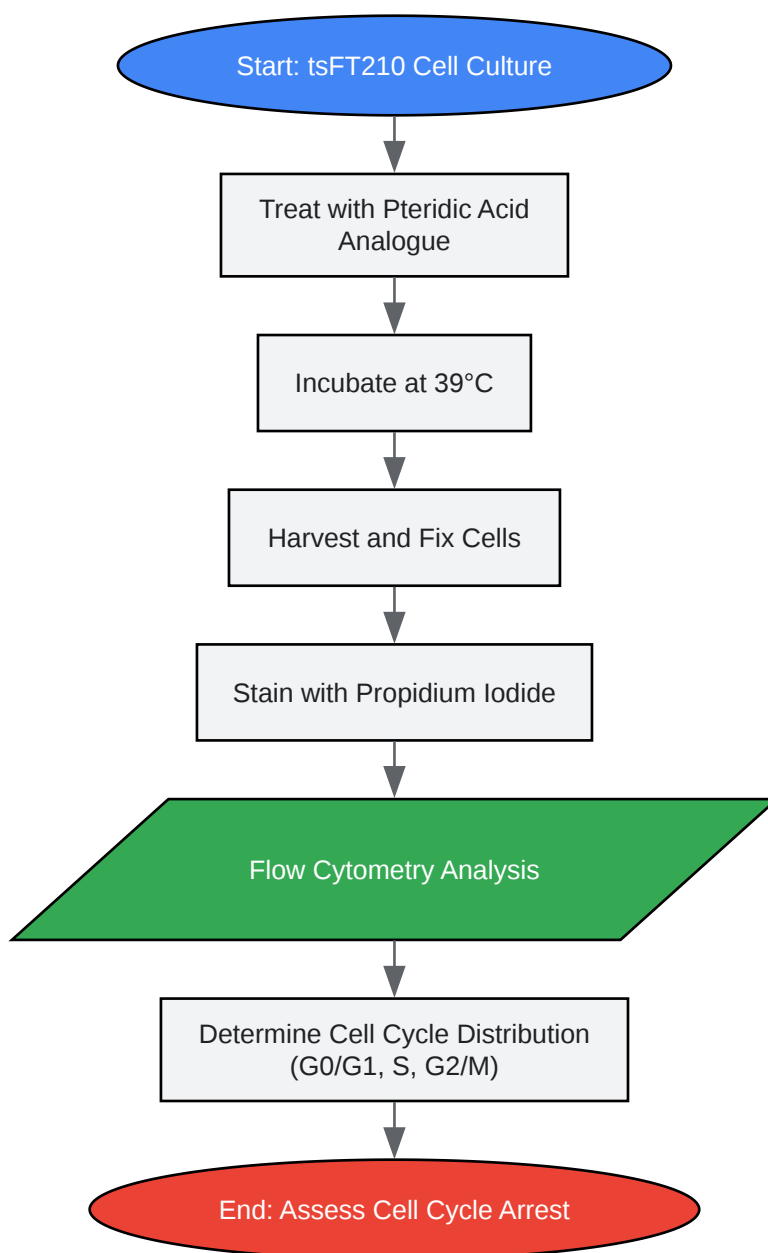 Start: tsFT210 Cell Culture
Treat with Pteridic Acid
Analogue
Incubate at 39°C
Harvest and Fix Cells
Stain with Propidium Iodide
Flow Cytometry Analysis
Determine Cell Cycle Distribution
(G0/G1, S, G2/M)
End: Assess Cell Cycle Arrest